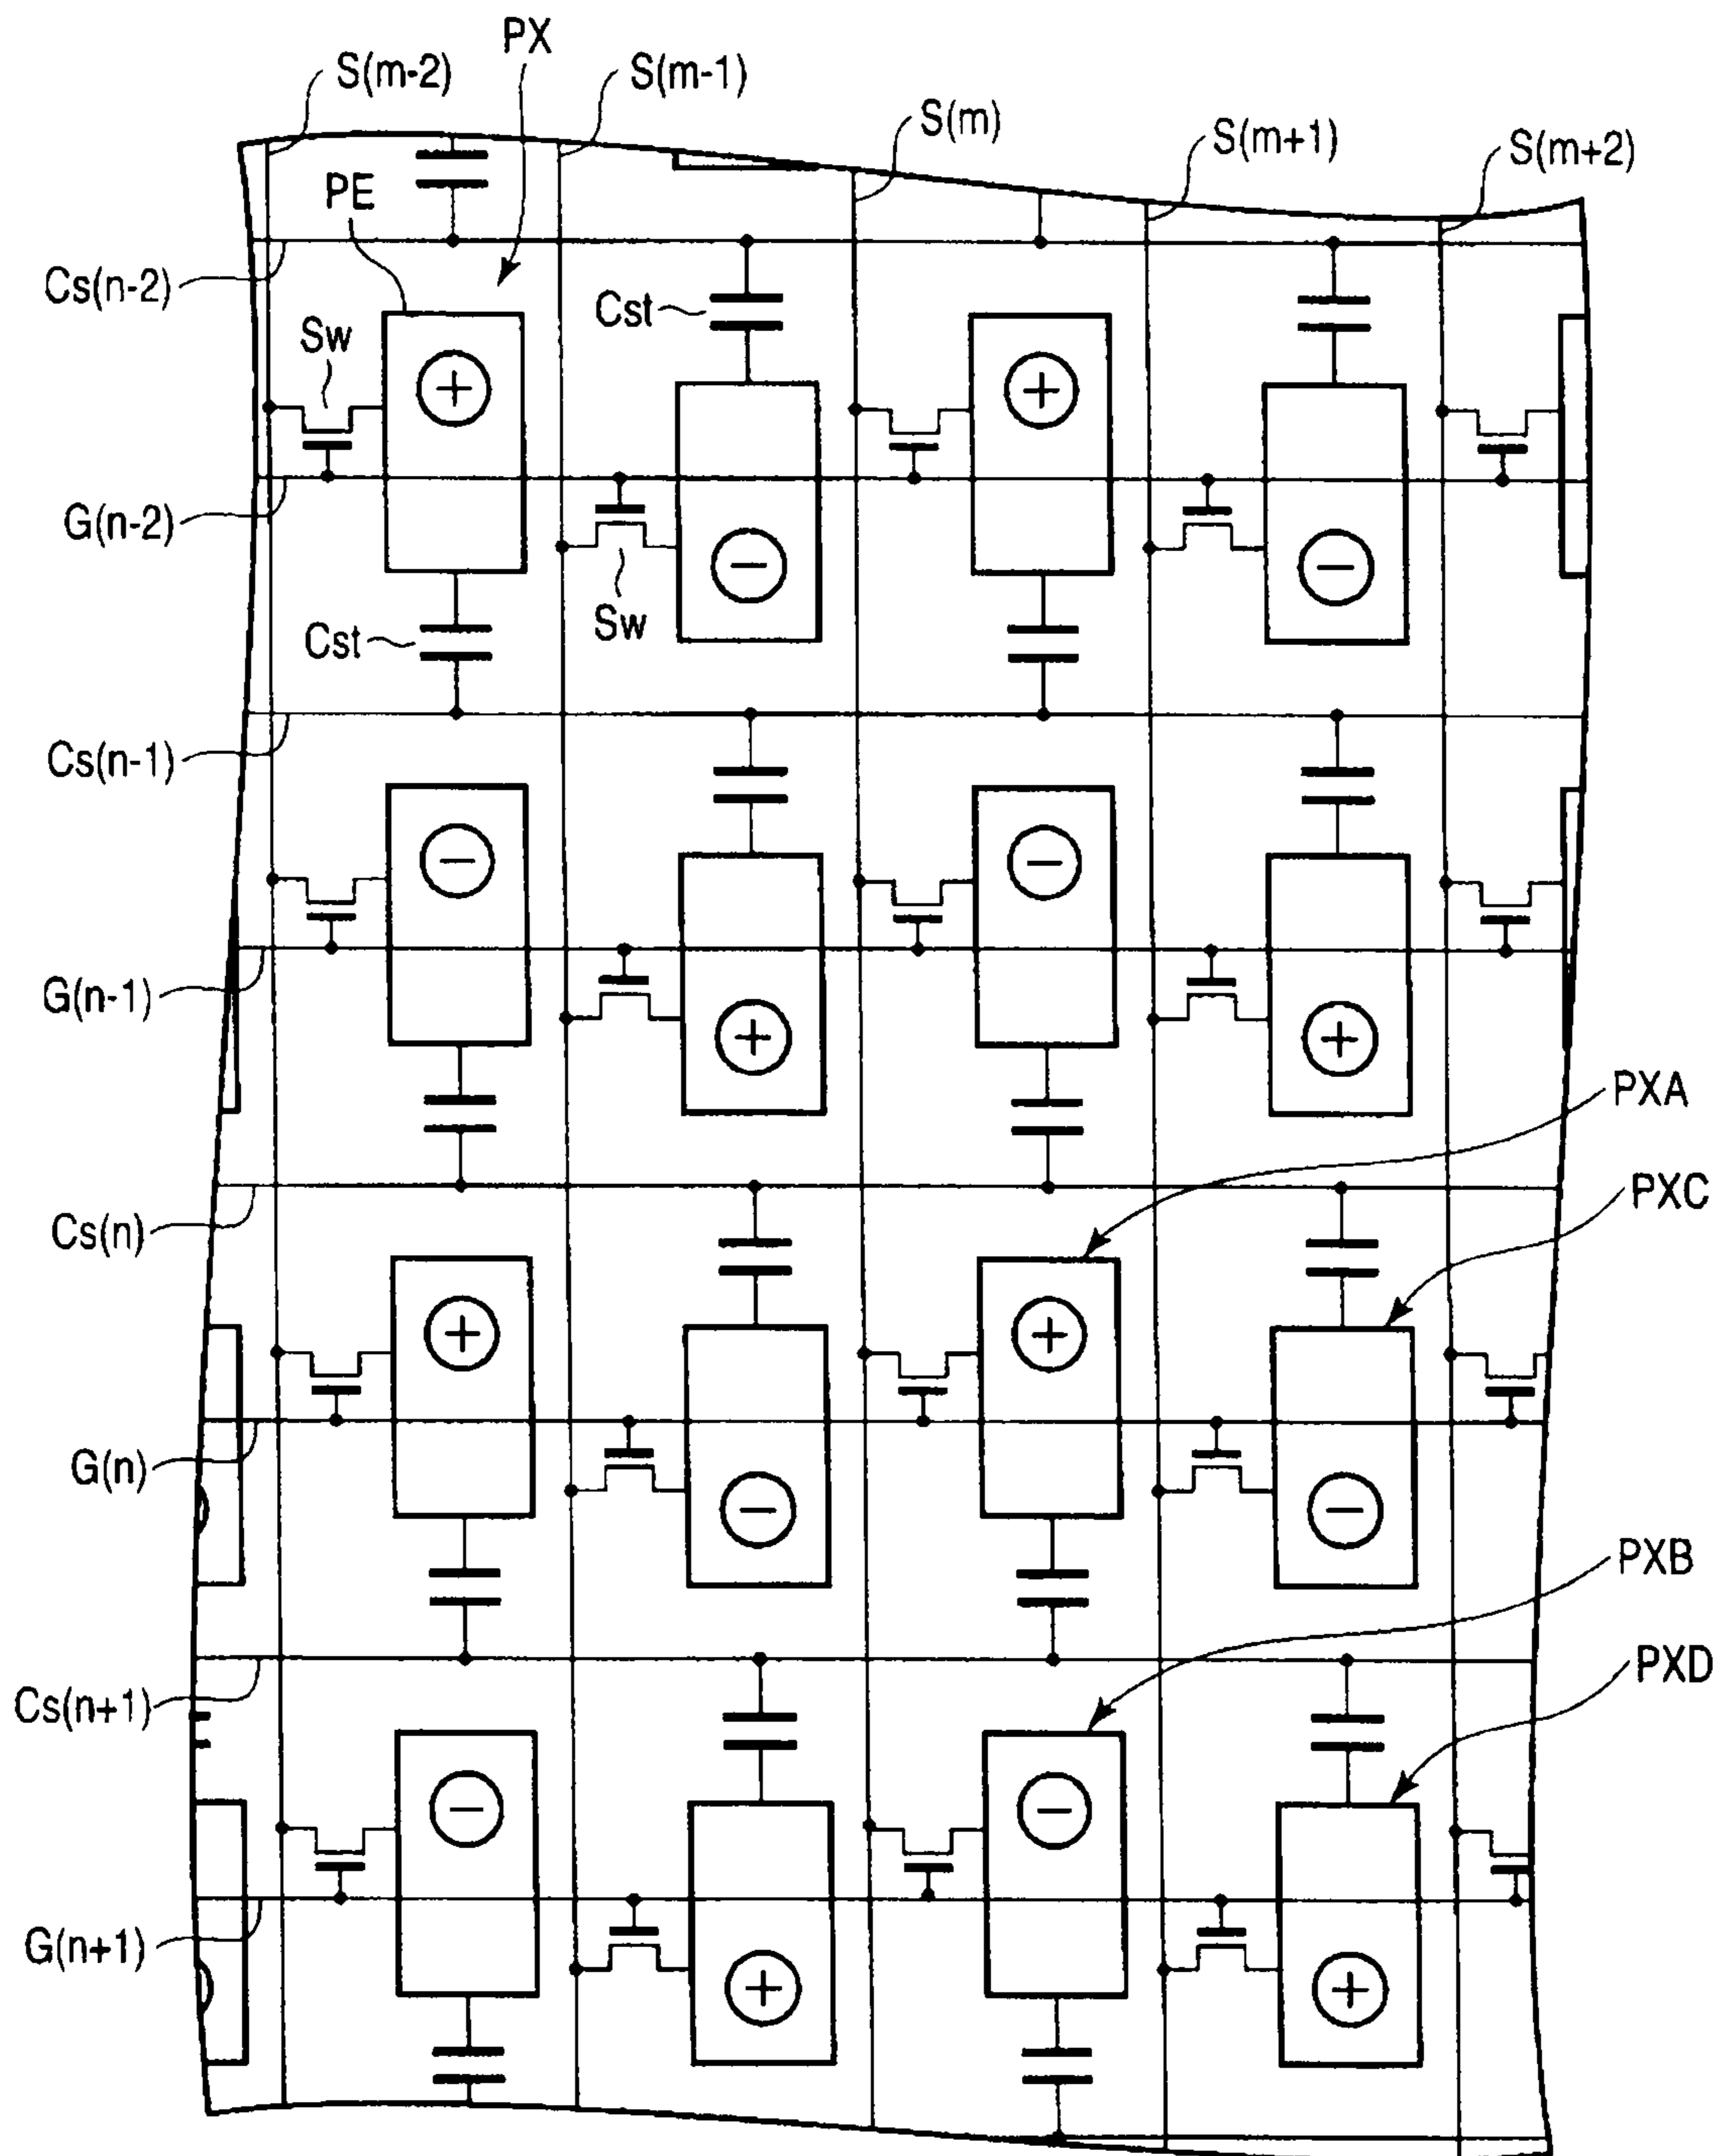 PX
S(m-2)
S(m-1)
S(m)
S(m+1)
S(m+2)
PE
Cs(n-2)
Cst
Sw
+
+
G(n-2)
−
−
Sw
Cst
Cs(n-1)
−
−
G(n-1)
+
+
PXA
PXC
Cs(n)
+
+
G(n)
−
−
PXB
PXD
Cs(n+1)
−
−
G(n+1)
+
+